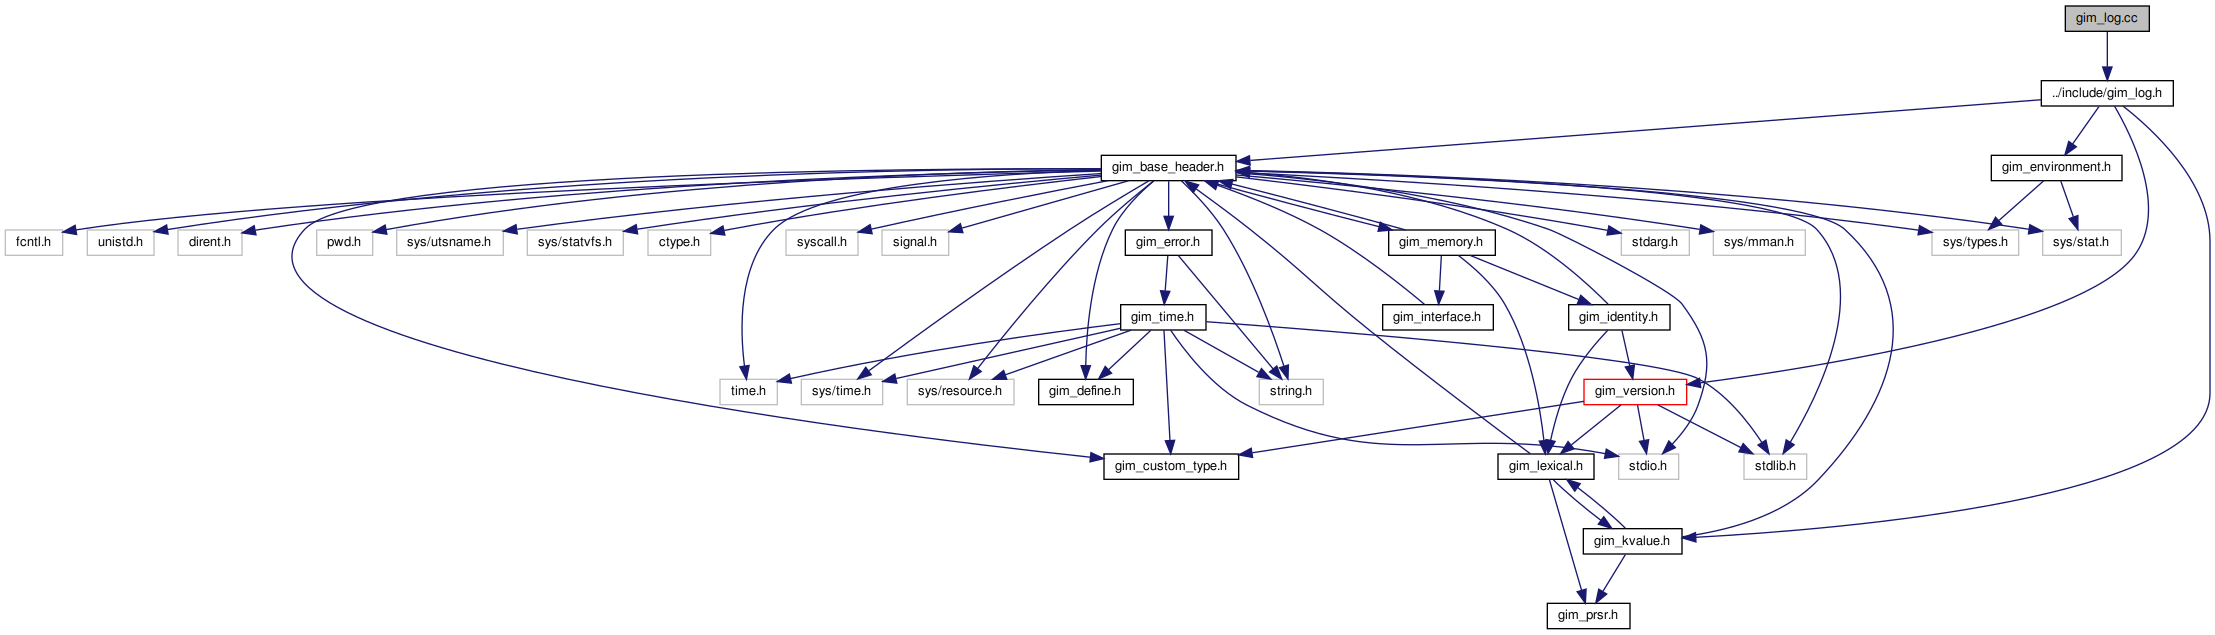 gim_log.cc
../include/gim_log.h
gim_base_header.h
gim_environment.h
fcntl.h
unistd.h
dirent.h
pwd.h
sys/utsname.h
sys/statvfs.h
ctype.h
syscall.h
signal.h
gim_error.h
gim_memory.h
stdarg.h
sys/mman.h
sys/types.h
sys/stat.h
gim_time.h
gim_interface.h
gim_identity.h
time.h
sys/time.h
sys/resource.h
gim_define.h
string.h
gim_version.h
gim_custom_type.h
gim_lexical.h
stdio.h
stdlib.h
gim_kvalue.h
gim_prsr.h